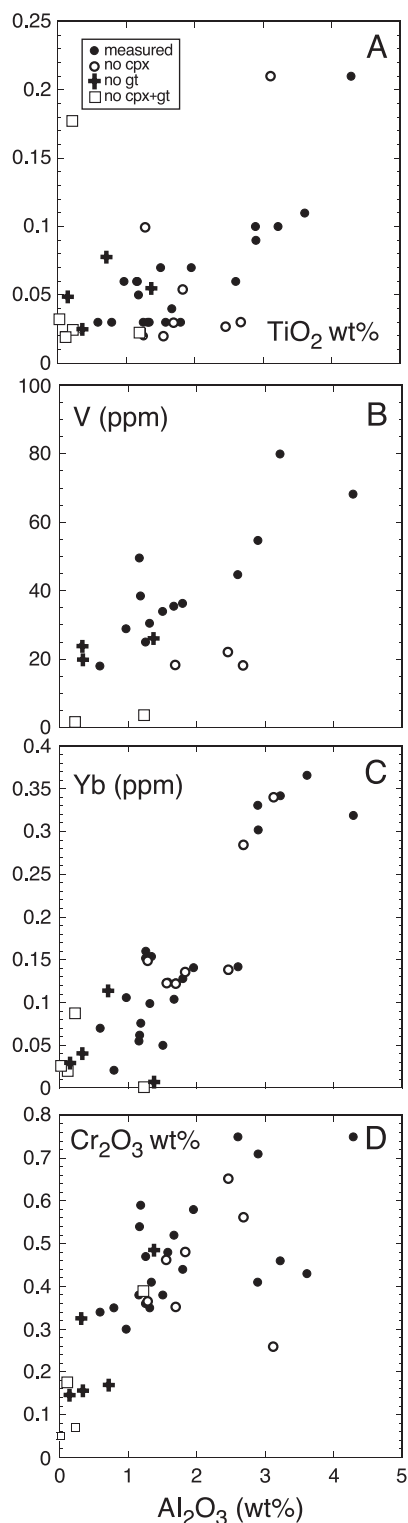 measured
no cpx
no gt
no cpx+gt
A
0.25
0.20
0.15
0.1
0.05
0
TiO2 wt%
100
80
60
40
20
0
V (ppm)
B
0.4
0.35
0.3
0.25
0.2
0.15
0.1
0.05
0
Yb (ppm)
C
0.8
0.7
0.6
0.5
0.4
0.3
0.2
0.1
0
Cr2O3 wt%
D
0 1 2 3 4 5
Al2O3 (wt%)